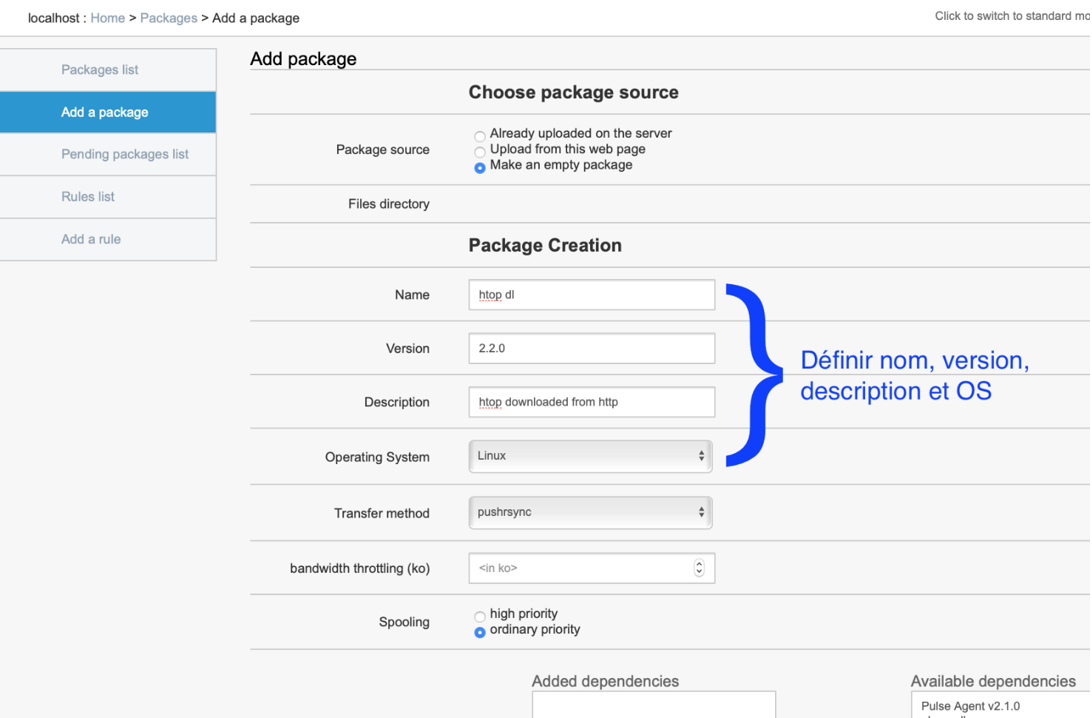 localhost : Home > Packages > Add a package
Click to switch to standard mo
Packages list
Add a package
Pending packages list
Rules list
Add a rule
Add package
Choose package source
Package source
Already uploaded on the server
Upload from this web page
Make an empty package
Files directory
Package Creation
Name
htop dl
Version
2.2.0
Description
htop downloaded from http
Operating System
Linux
Définir nom, version,
description et OS
Transfer method
pushrsync
bandwidth throttling (ko)
<in ko>
Spooling
high priority
ordinary priority
Added dependencies
Available dependencies
Pulse Agent v2.1.0